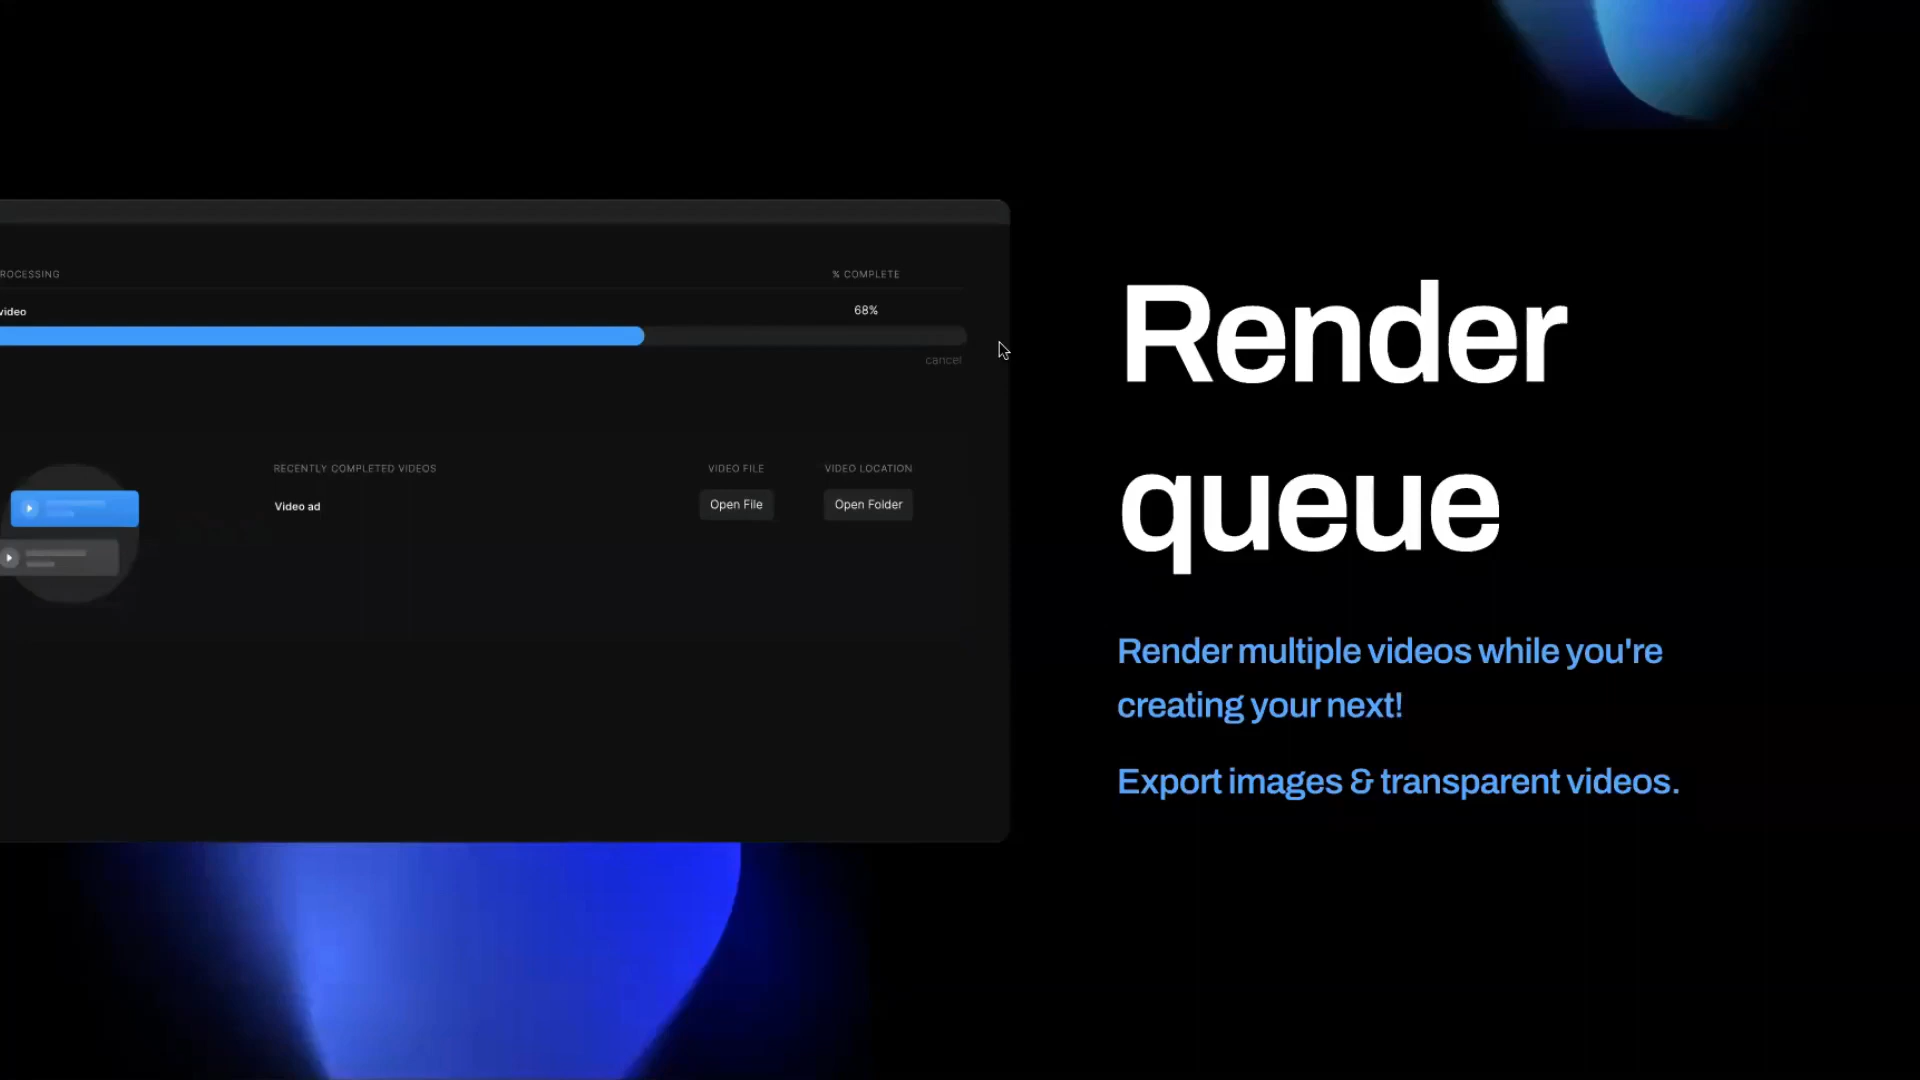 ROCESSING
% COMPLETE
video
68%
cancel
RECENTLY COMPLETED VIDEOS
VIDEO FILE
VIDEO LOCATION
Video ad
Open File
Open Folder
Render
queue
Render multiple videos while you're
creating your next!
Export images & transparent videos.